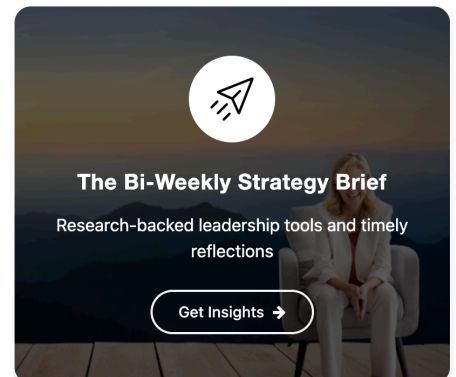 The Bi-Weekly Strategy Brief
Research-backed leadership tools and timely
reflections
Get Insights →